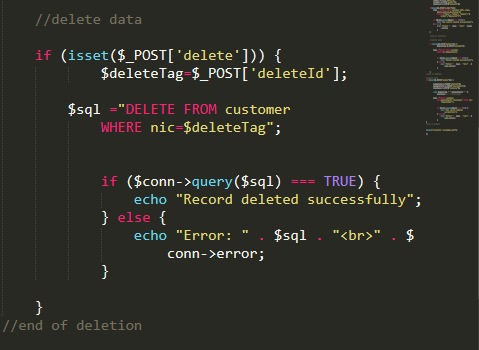 //delete data
if (isset($_POST['delete'])) {
$deleteTag=$_POST['deleteId'];
$sql ="DELETE FROM customer
WHERE nic=$deleteTag";
if ($conn->query($sql) === TRUE) {
echo "Record deleted successfully";
} else {
echo "Error: " . $sql . "<br>" . $
conn->error;
}
}
//end of deletion